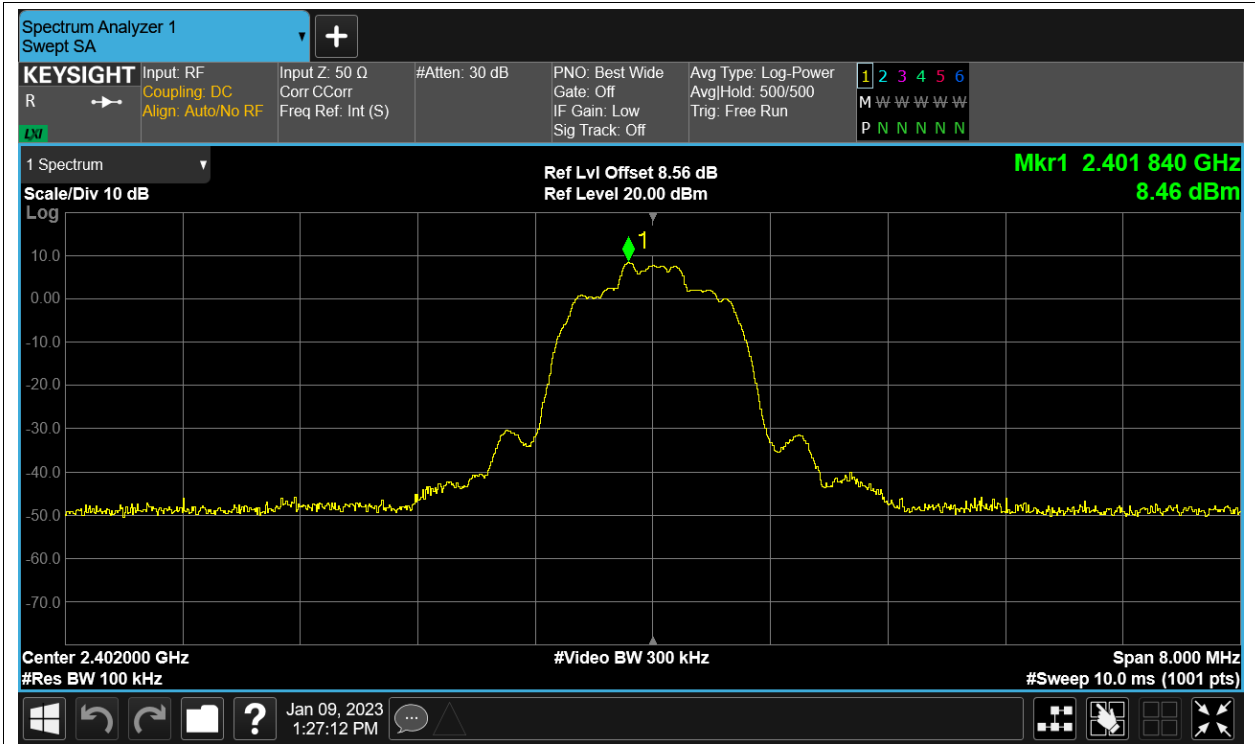 Spectrum Analyzer 1
Swept SA
KEYSIGHT
R
LXI
Input: RF
Coupling: DC
Align: Auto/No RF
Input Z: 50 Ω
Corr CCorr
Freq Ref: Int (S)
#Atten: 30 dB
PNO: Best Wide
Gate: Off
IF Gain: Low
Sig Track: Off
Avg Type: Log-Power
Avg|Hold: 500/500
Trig: Free Run
1 2 3 4 5 6
M W W W W W
P N N N N N
1 Spectrum
Scale/Div 10 dB
Log
Ref Lvl Offset 8.56 dB
Ref Level 20.00 dBm
Mkr1 2.401 840 GHz
8.46 dBm
1
10.0
0.00
-10.0
-20.0
-30.0
-40.0
-50.0
-60.0
-70.0
Center 2.402000 GHz
#Res BW 100 kHz
#Video BW 300 kHz
Span 8.000 MHz
#Sweep 10.0 ms (1001 pts)
?
Jan 09, 2023
1:27:12 PM